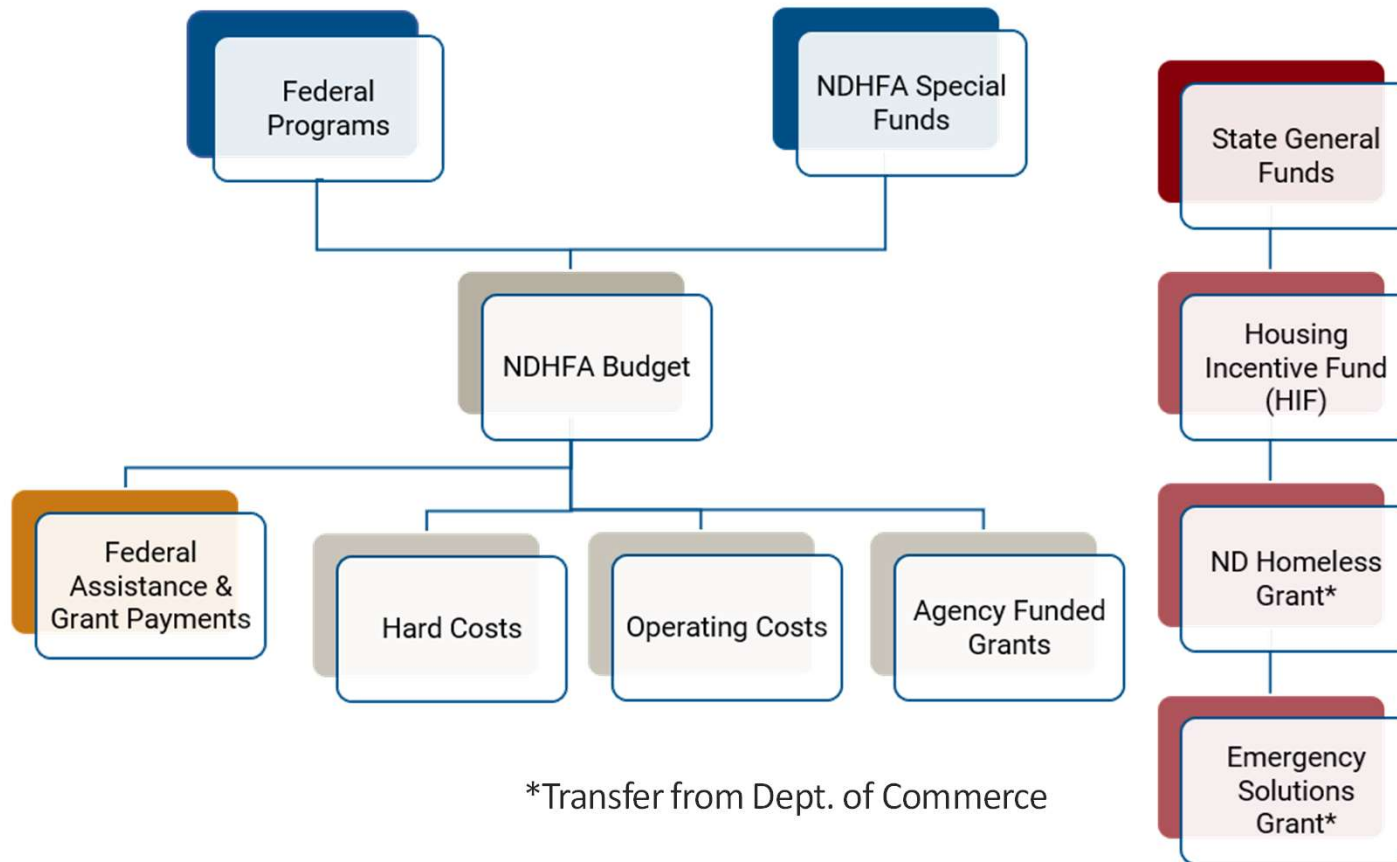 Federal
Programs
NDHFA Special
Funds
State General
Funds
NDHFA Budget
Housing
Incentive Fund
(HIF)
Federal
Assistance &
Grant Payments
Hard Costs
Operating Costs
Agency Funded
Grants
ND Homeless
Grant*
Emergency
Solutions
Grant*
*Transfer from Dept. of Commerce